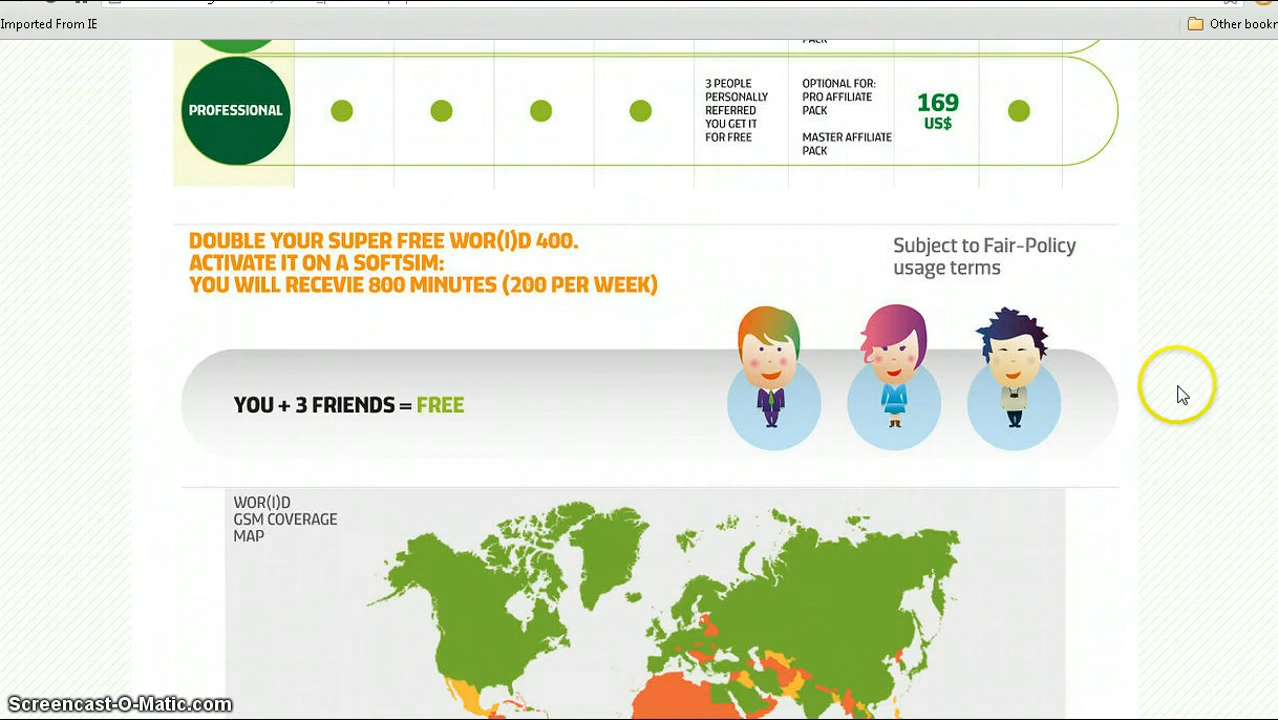 Imported From IE
Other bookr
PACK
PROFESSIONAL
3 PEOPLE
PERSONALLY
REFERRED
YOU GET IT
FOR FREE
OPTIONAL FOR:
PRO AFFILIATE
PACK
MASTER AFFILIATE
PACK
169
US$
DOUBLE YOUR SUPER FREE WOR(I)D 400.
ACTIVATE IT ON A SOFTSIM:
YOU WILL RECEVIE 800 MINUTES (200 PER WEEK)
Subject to Fair-Policy
usage terms
YOU + 3 FRIENDS = FREE
WOR(I)D
GSM COVERAGE
MAP
Screencast-O-Matic.com